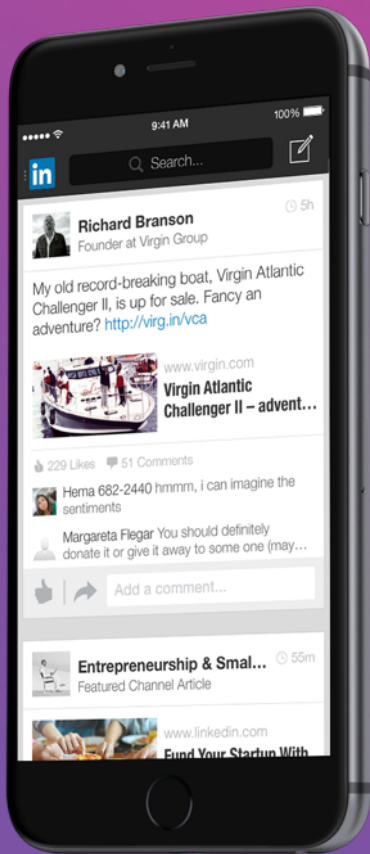 9:41 AM
100%
in
Search...
Richard Branson
5h
Founder at Virgin Group
My old record-breaking boat, Virgin Atlantic
Challenger II, is up for sale. Fancy an
adventure? http://virg.in/vca
www.virgin.com
Virgin Atlantic
Challenger II – advent...
229 Likes
51 Comments
Hema 682-2440 hmmm, i can imagine the
sentiments
Margareta Flegar You should definitely
donate it or give it away to some one (may...
Add a comment...
Entrepreneurship & Smal...
55m
Featured Channel Article
www.linkedin.com
Fund Your Startup With